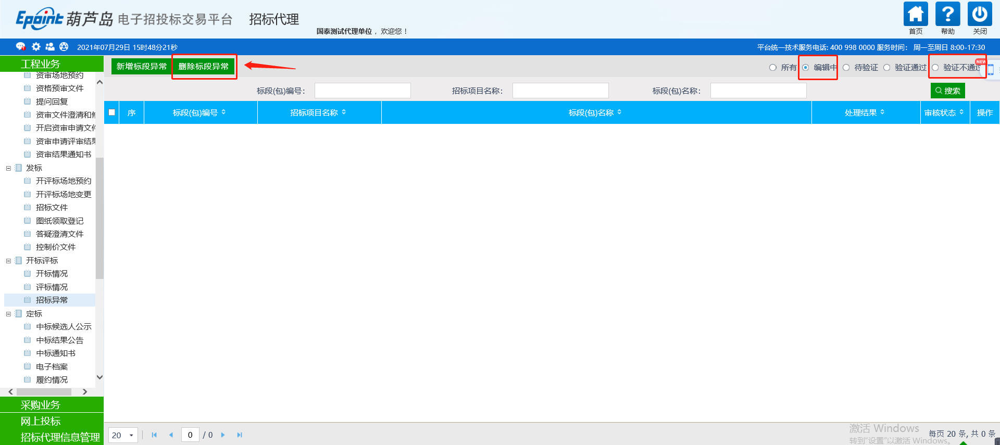 Epoint 葫芦岛 电子招投标交易平台 招标代理
国泰测试代理单位 ，欢迎您！
首页 帮助 关闭
2021年07月29日 15时48分21秒
平台统一技术服务电话: 400 998 0000 服务时间: 周一至周日 8:00-17:30
工程业务
资审场地预约
资格预审文件
提问回复
资审文件澄清和
开启资审申请文
资审申请评审结
资审结果通知书
发标
开评标场地预约
开评标场地变更
招标文件
图纸领取登记
答疑澄清文件
控制价文件
开标评标
开标情况
评标情况
招标异常
定标
中标候选人公示
中标结果公告
中标通知书
电子档案
履约情况
采购业务
网上投标
招标代理信息管理
新增标段异常 删除标段异常
所有 编辑中 待验证 验证通过 验证不通过
NEW
标段(包)编号： 招标项目名称： 标段(包)名称： 搜索
序 标段(包)编号 招标项目名称 标段(包)名称 处理结果 审核状态 操作
20 0 / 0
激活 Windows
转到"设置"以激活 Windows。
每页 20 条, 共 0 条